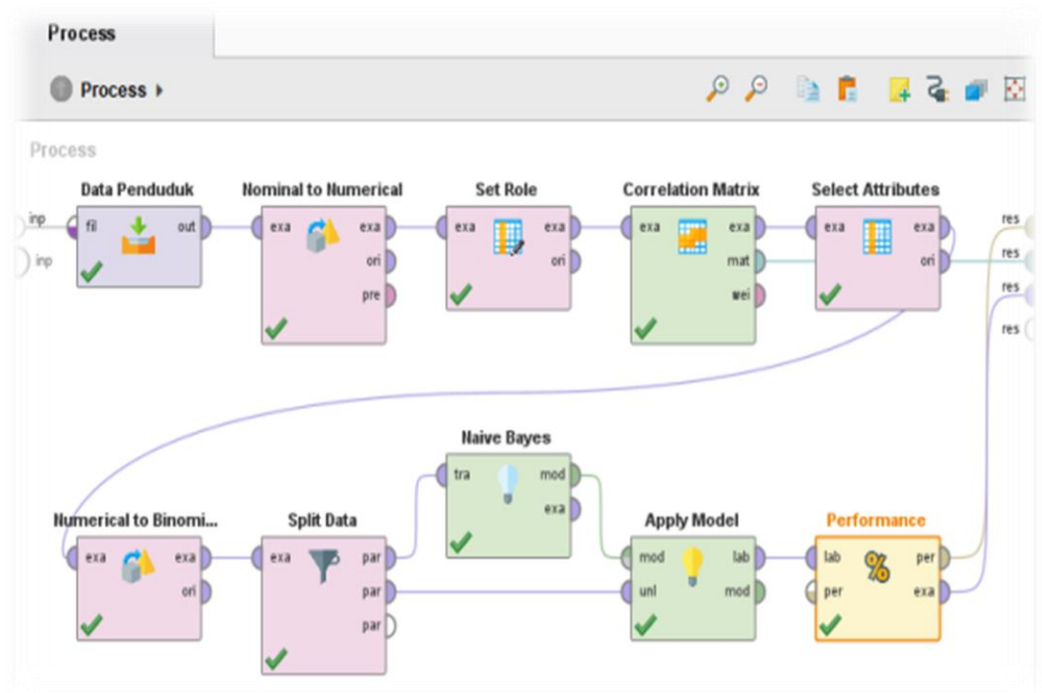 Process
Process
Process
Data Penduduk
Nominal to Numerical
Set Role
Correlation Matrix
Select Attributes
inp
fil
out
exa
exa
exa
exa
exa
exa
exa
exa
res
inp
ori
ori
mat
ori
res
pre
wei
res
res
Naive Bayes
tra
mod
exa
Numerical to Binomi...
Split Data
Apply Model
Performance
exa
exa
exa
par
mod
lab
lab
per
ori
par
unl
mod
per
exa
par